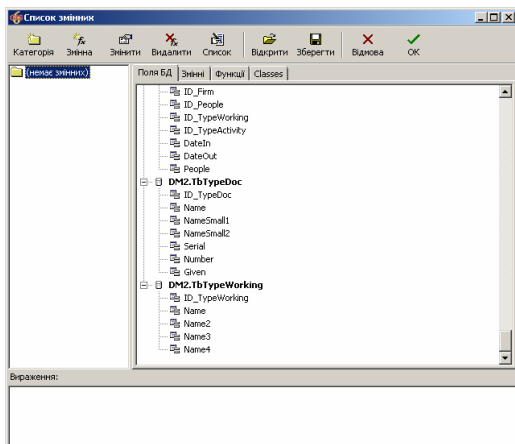 Список змінних
Категорія Змінна Змінити Видалити Список Відкрити Зберегти Відмова OK
(немає змінних)
Поля БД Змінні Функції Classes
ID_Firm
ID_People
ID_TypeWorking
ID_TypeActivity
DateIn
DateOut
People
DM2.TbTypeDoc
ID_TypeDoc
Name
NameSmall1
NameSmall2
Serial
Number
Given
DM2.TbTypeWorking
ID_TypeWorking
Name
Name2
Name3
Name4
Вираження: